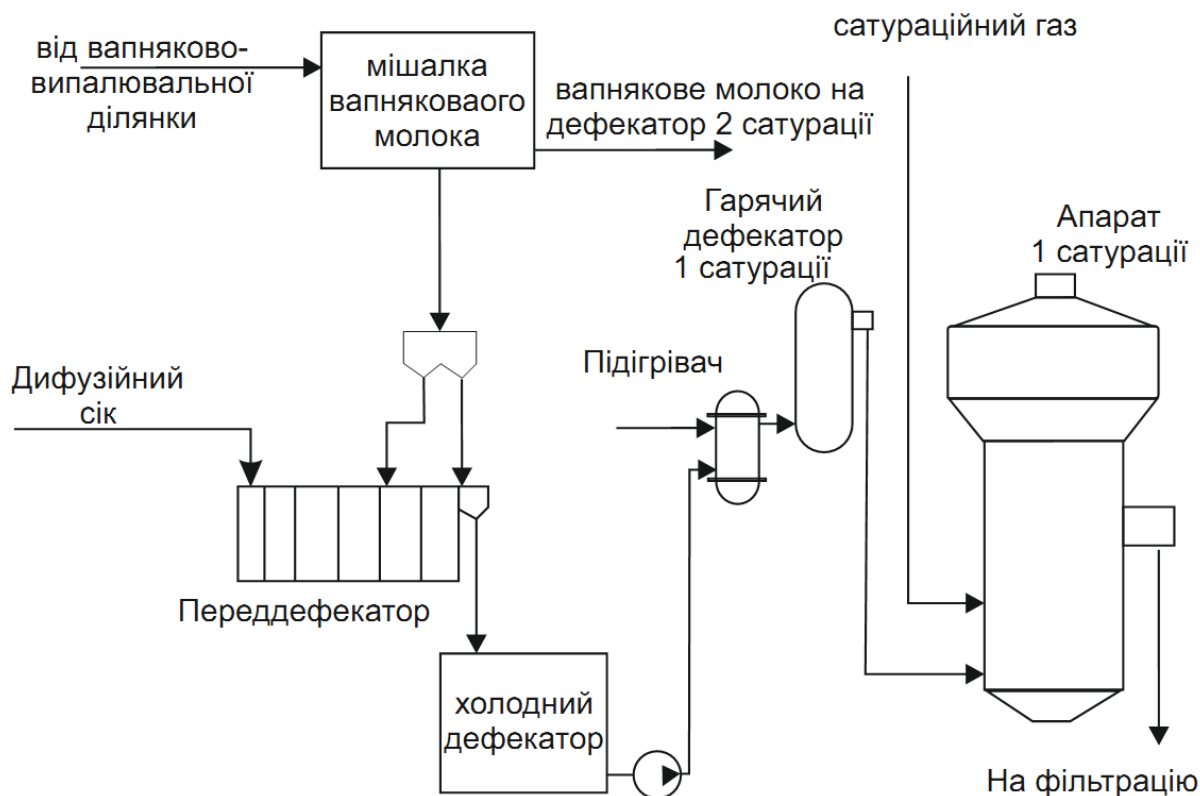 від вапняково-
випалювальної
ділянки
мішалка
вапняковаого
молока
вапнякове молоко на
дефекатор 2 сатурації
сатураційний газ
Гарячий
дефекатор
1 сатурації
Апарат
1 сатурації
Дифузійний
сік
Підігрівач
Переддефекатор
холодний
дефекатор
На фільтрацію